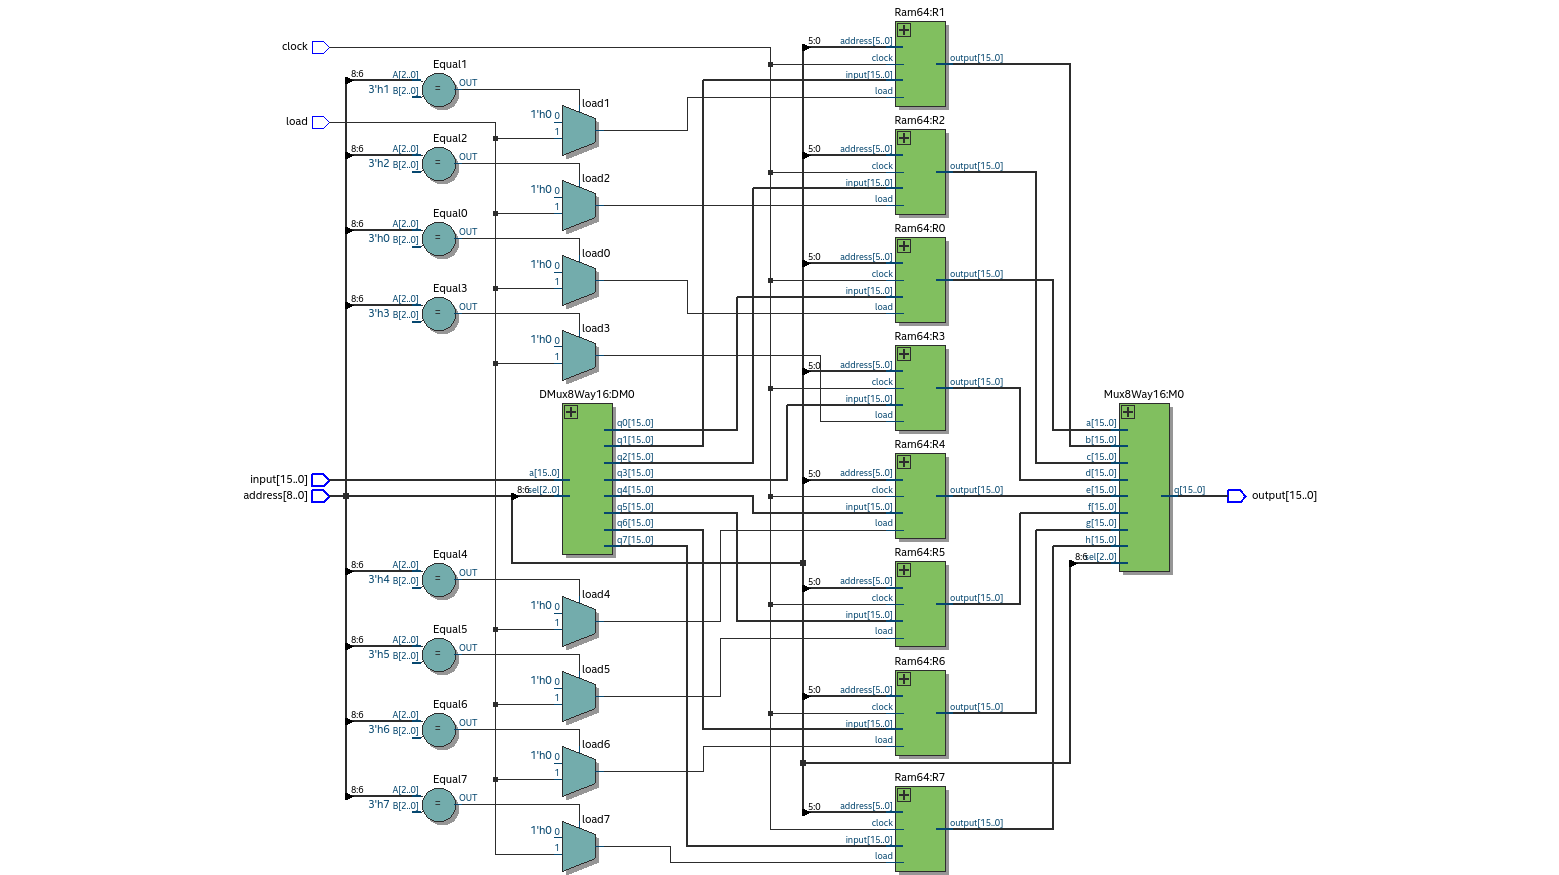 clock
load
input[15..0]
address[8..0]
Equal1
8:6 A[2..0] OUT
3'h1 B[2..0]
=
load1
1'h0 0
1
Equal2
8:6 A[2..0] OUT
3'h2 B[2..0]
=
load2
1'h0 0
1
Equal0
8:6 A[2..0] OUT
3'h0 B[2..0]
=
load0
1'h0 0
1
Equal3
8:6 A[2..0] OUT
3'h3 B[2..0]
=
load3
1'h0 0
1
DMux8Way16:DM0
a[15..0]
8:6 sel[2..0]
q0[15..0]
q1[15..0]
q2[15..0]
q3[15..0]
q4[15..0]
q5[15..0]
q6[15..0]
q7[15..0]
Equal4
8:6 A[2..0] OUT
3'h4 B[2..0]
=
load4
1'h0 0
1
Equal5
8:6 A[2..0] OUT
3'h5 B[2..0]
=
load5
1'h0 0
1
Equal6
8:6 A[2..0] OUT
3'h6 B[2..0]
=
load6
1'h0 0
1
Equal7
8:6 A[2..0] OUT
3'h7 B[2..0]
=
load7
1'h0 0
1
Ram64:R1
5:0 address[5..0]
clock output[15..0]
input[15..0]
load
Ram64:R2
5:0 address[5..0]
clock output[15..0]
input[15..0]
load
Ram64:R0
5:0 address[5..0]
clock output[15..0]
input[15..0]
load
Ram64:R3
5:0 address[5..0]
clock output[15..0]
input[15..0]
load
Ram64:R4
5:0 address[5..0]
clock output[15..0]
input[15..0]
load
Ram64:R5
5:0 address[5..0]
clock output[15..0]
input[15..0]
load
Ram64:R6
5:0 address[5..0]
clock output[15..0]
input[15..0]
load
Ram64:R7
5:0 address[5..0]
clock output[15..0]
input[15..0]
load
Mux8Way16:M0
a[15..0]
b[15..0]
c[15..0]
d[15..0]
e[15..0] q[15..0]
f[15..0]
g[15..0]
h[15..0]
8:6 sel[2..0]
output[15..0]